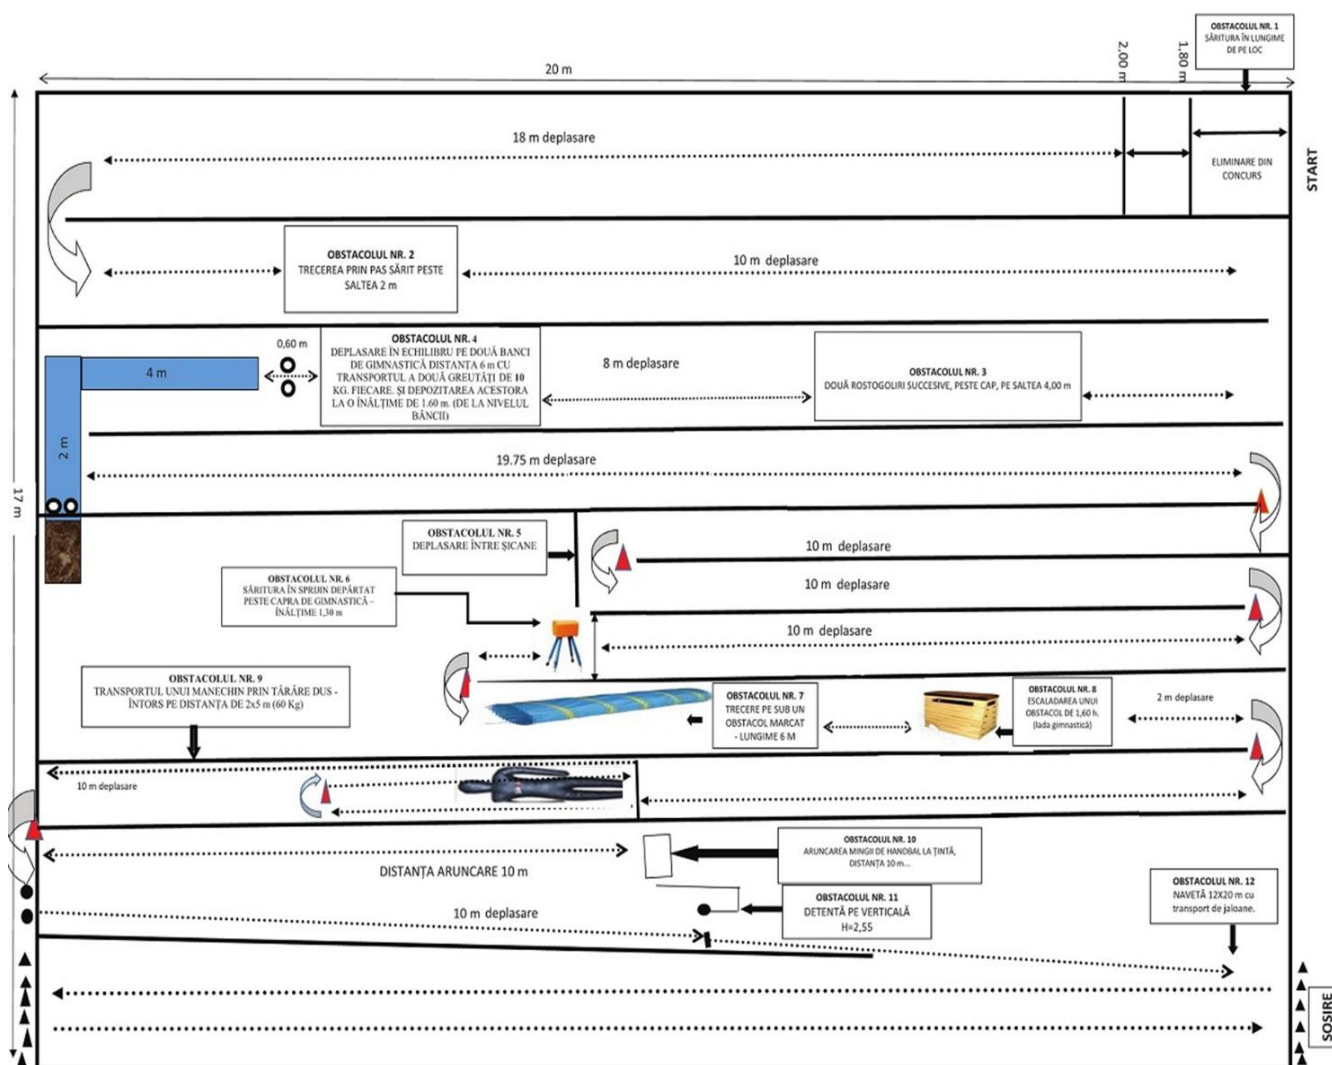 OBSTACOLUL NR. 1
SĂRITURA ÎN LUNGIME
DE PE LOC
2,00 m
1,80 m
20 m
18 m deplasare
ELIMINARE DIN
CONCURS
START
OBSTACOLUL NR. 2
TRECEREA PRIN PAS SĂRIT PESTE
SALTEA 2 m
10 m deplasare
OBSTACOLUL NR. 4
DEPLASARE ÎN ECHILIBRU PE DOUĂ BANCI
DE GIMNASTICĂ DISTANȚA 6 m CU
TRANSPORTUL A DOUĂ GREUTĂȚI DE 10
KG. FIECARE. ȘI DEPOZITAREA ACESTORA
LA O ÎNĂLȚIME DE 1.60 m. (DE LA NIVELUL
BĂNCII)
0,60 m
4 m
2 m
8 m deplasare
OBSTACOLUL NR. 3
DOUĂ ROSTOGOLIRI SUCCESIVE, PESTE CAP, PE SALTEA 4,00 m
19.75 m deplasare
17 m
OBSTACOLUL NR. 5
DEPLASARE ÎNTRE ȘICANE
10 m deplasare
OBSTACOLUL NR. 6
SĂRITURA ÎN SPRIJIN DEPĂRTAT
PESTE CAPRA DE GIMNASTICĂ –
ÎNĂLȚIME 1,30 m
10 m deplasare
10 m deplasare
OBSTACOLUL NR. 9
TRANSPORTUL UNUI MANECHIN PRIN TÂRÂRE DUS -
ÎNTORS PE DISTANȚA DE 2x5 m (60 Kg)
OBSTACOLUL NR. 7
TRECERE PE SUB UN
OBSTACOL MARCAT
- LUNGIME 6 M
OBSTACOLUL NR. 8
ESCALADAREA UNUI
OBSTACOL DE 1,60 h.
(lada gimnastică)
2 m deplasare
10 m deplasare
OBSTACOLUL NR. 10
ARUNCAREA MINGII DE HANDBAL LA ȚINTĂ,
DISTANȚA 10 m...
DISTANȚA ARUNCARE 10 m
OBSTACOLUL NR. 11
DETENTĂ PE VERTICALĂ
H=2,55
OBSTACOLUL NR. 12
NAVETĂ 12X20 m cu
transport de jaloane.
10 m deplasare
SOSIRE